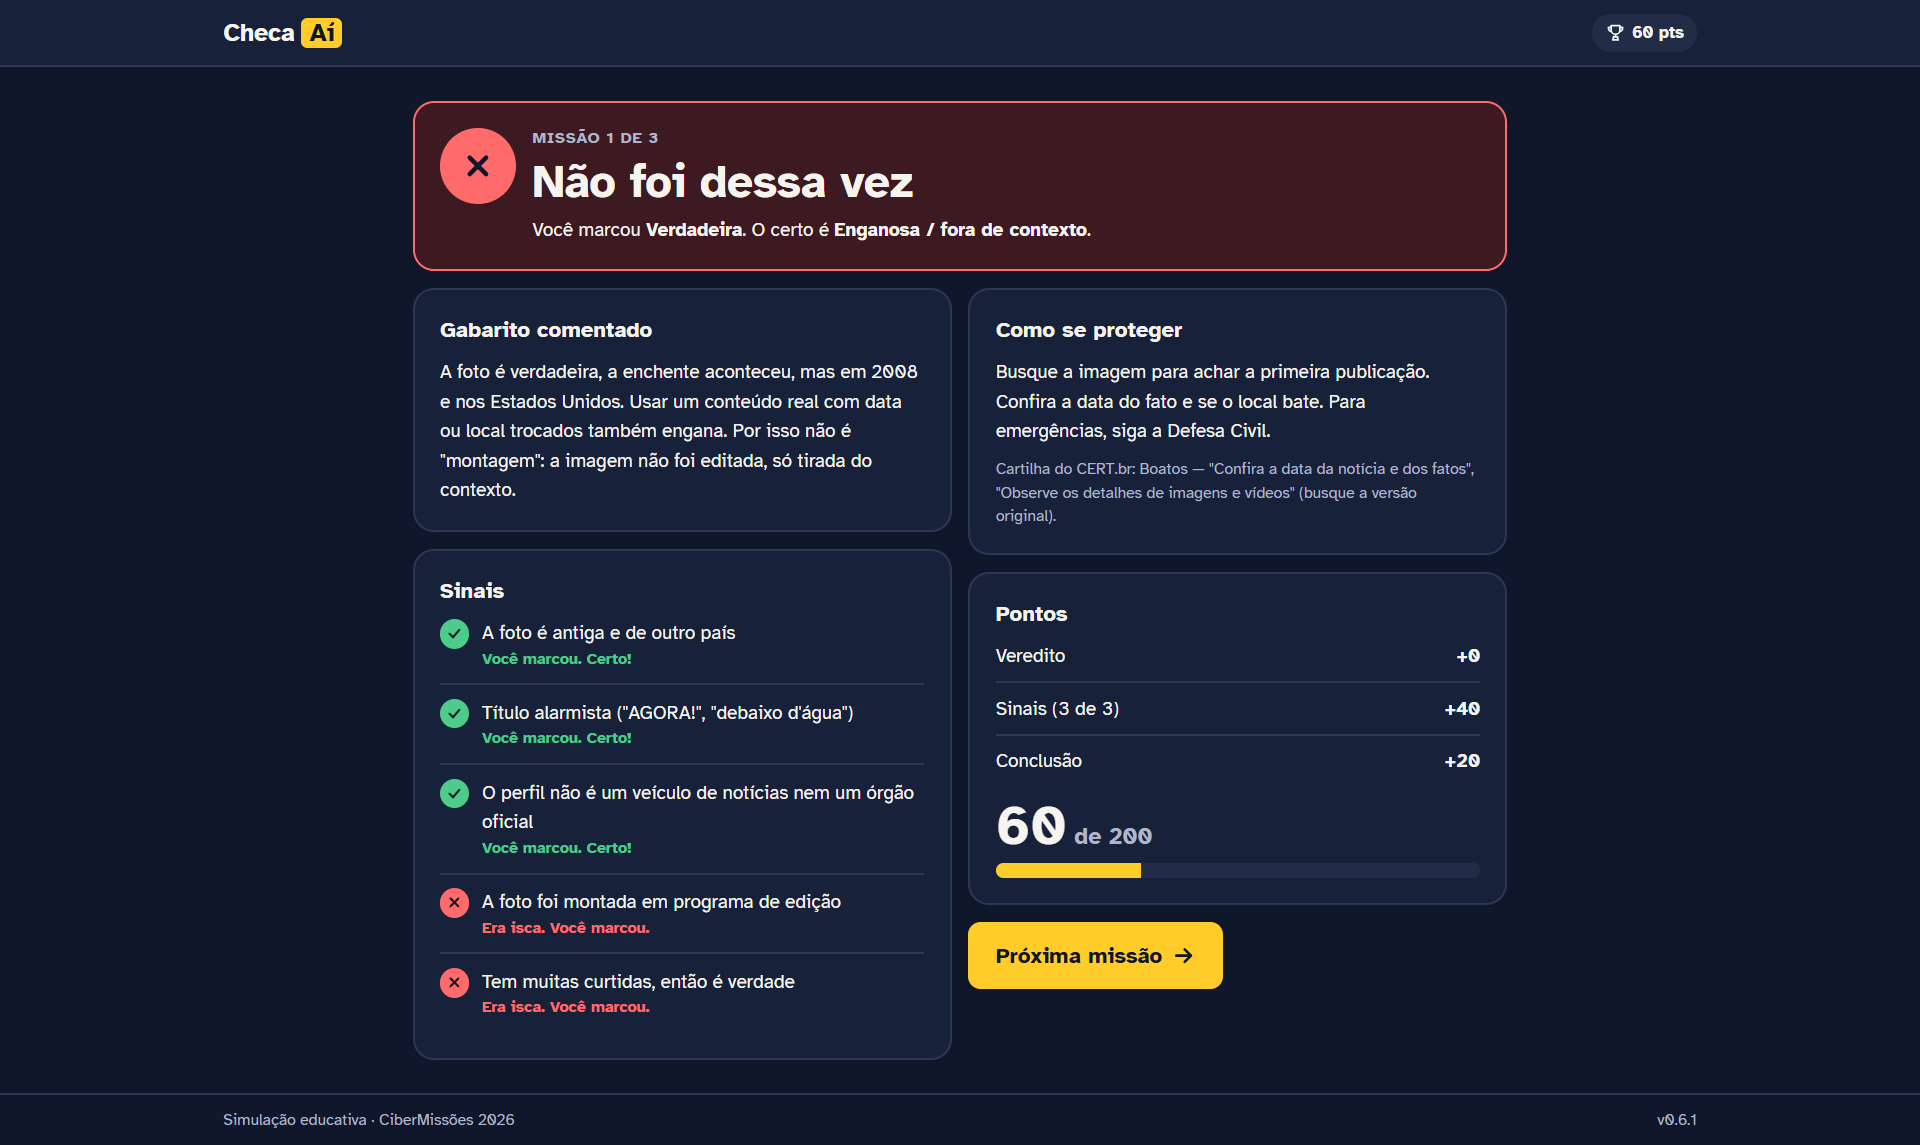 Checa Aí
60 pts
MISSÃO 1 DE 3
Não foi dessa vez
Você marcou Verdadeira. O certo é Enganosa / fora de contexto.
Gabarito comentado
A foto é verdadeira, a enchente aconteceu, mas em 2008
e nos Estados Unidos. Usar um conteúdo real com data
ou local trocados também engana. Por isso não é
"montagem": a imagem não foi editada, só tirada do
contexto.
Sinais
A foto é antiga e de outro país
Você marcou. Certo!
Título alarmista ("AGORA!", "debaixo d'água")
Você marcou. Certo!
O perfil não é um veículo de notícias nem um órgão
oficial
Você marcou. Certo!
A foto foi montada em programa de edição
Era isca. Você marcou.
Tem muitas curtidas, então é verdade
Era isca. Você marcou.
Como se proteger
Busque a imagem para achar a primeira publicação.
Confira a data do fato e se o local bate. Para
emergências, siga a Defesa Civil.
Cartilha do CERT.br: Boatos — "Confira a data da notícia e dos fatos",
"Observe os detalhes de imagens e vídeos" (busque a versão
original).
Pontos
Veredito +0
Sinais (3 de 3) +40
Conclusão +20
60 de 200
Próxima missão →
Simulação educativa · CiberMissões 2026
v0.6.1